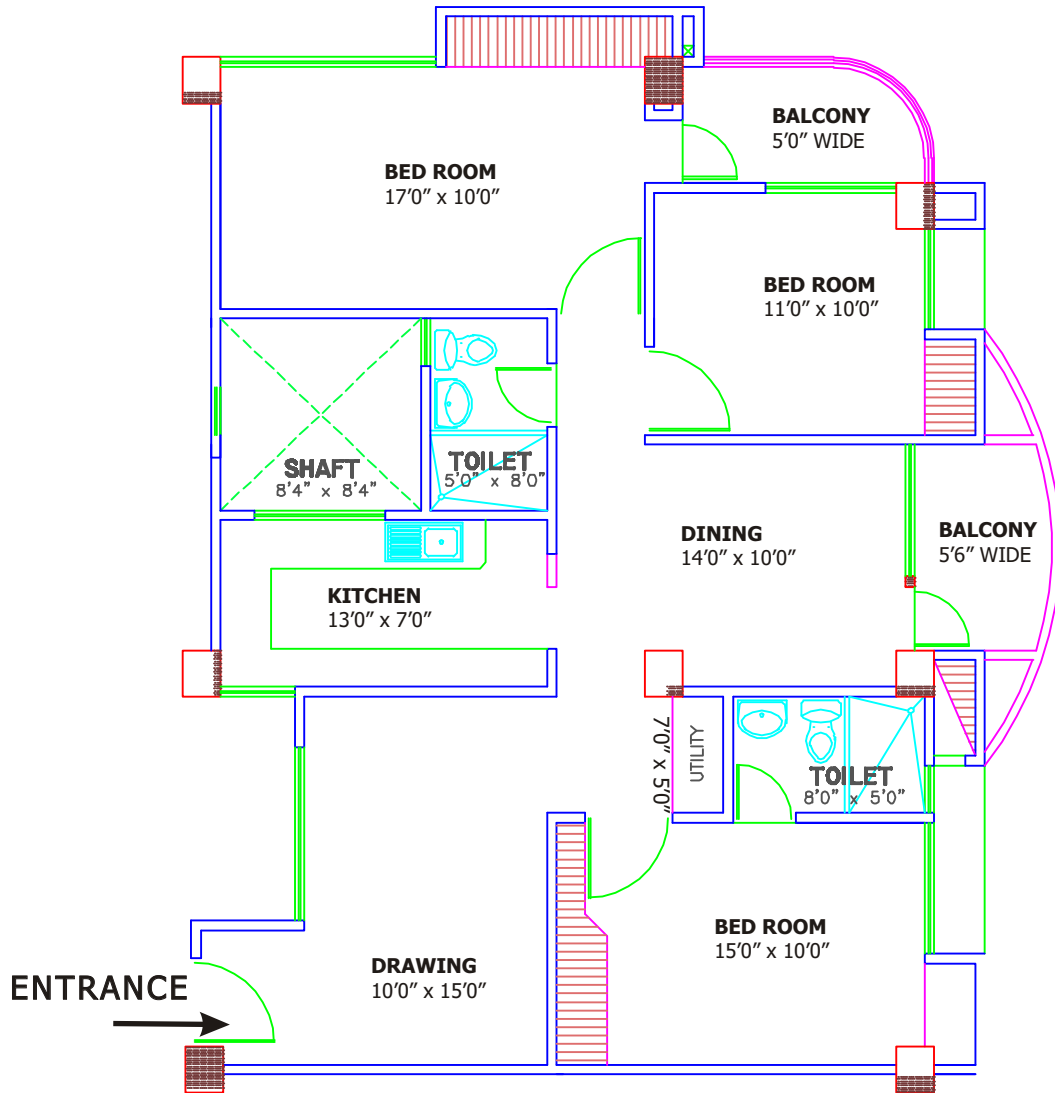 BALCONY
5'0" WIDE
BED ROOM
17'0" x 10'0"
BED ROOM
11'0" x 10'0"
SHAFT
8'4" x 8'4"
TOILET
5'0" x 8'0"
DINING
14'0" x 10'0"
BALCONY
5'6" WIDE
KITCHEN
13'0" x 7'0"
7'0" x 5'0"
UTILITY
TOILET
8'0" x 5'0"
BED ROOM
15'0" x 10'0"
DRAWING
10'0" x 15'0"
ENTRANCE